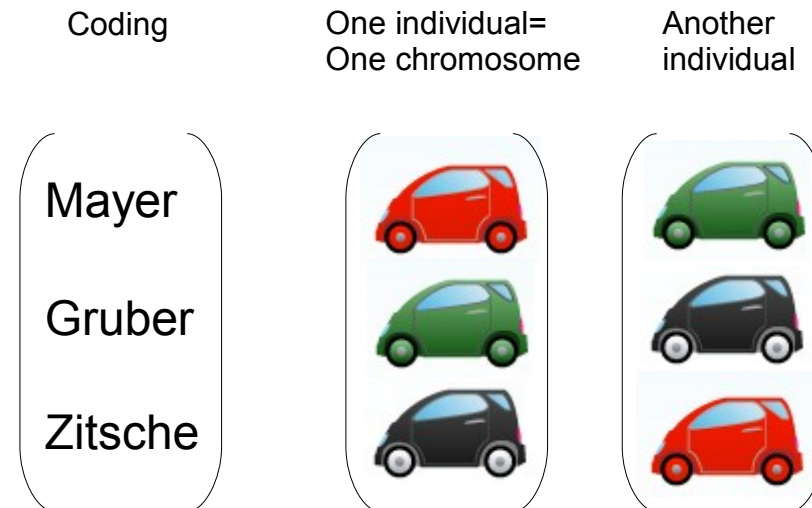 Coding
One individual=
One chromosome
Another
individual
Mayer
Gruber
Zitsche